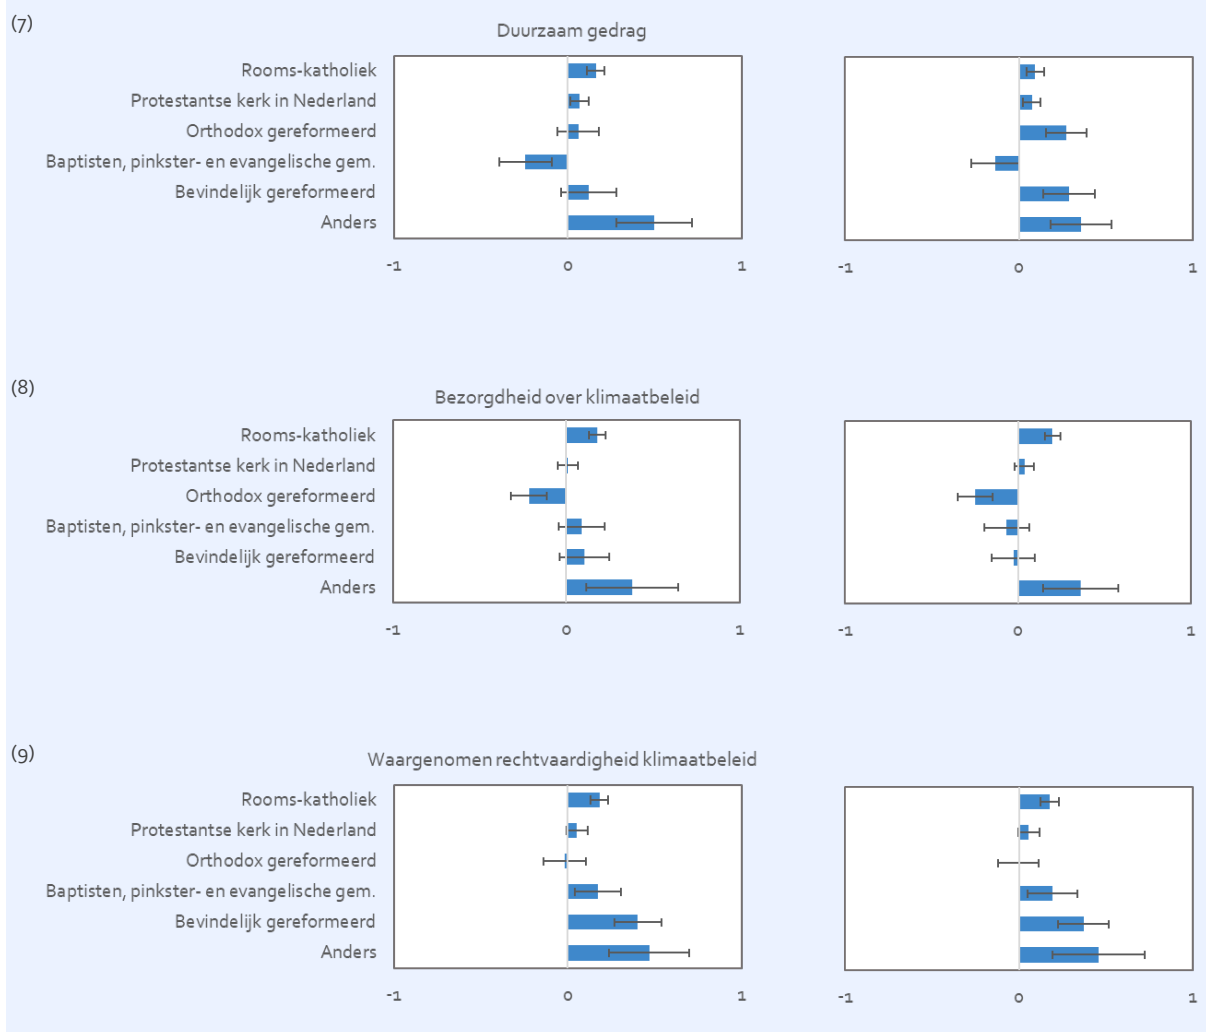 (7)
Duurzaam gedrag
Rooms-katholiek
Protestantse kerk in Nederland
Orthodox gereformeerd
Baptisten, pinkster- en evangelische gem.
Bevindelijk gereformeerd
Anders
-1 0 1 -1 0 1
(8)
Bezorgdheid over klimaatbeleid
Rooms-katholiek
Protestantse kerk in Nederland
Orthodox gereformeerd
Baptisten, pinkster- en evangelische gem.
Bevindelijk gereformeerd
Anders
-1 0 1 -1 0 1
(9)
Waargenomen rechtvaardigheid klimaatbeleid
Rooms-katholiek
Protestantse kerk in Nederland
Orthodox gereformeerd
Baptisten, pinkster- en evangelische gem.
Bevindelijk gereformeerd
Anders
-1 0 1 -1 0 1